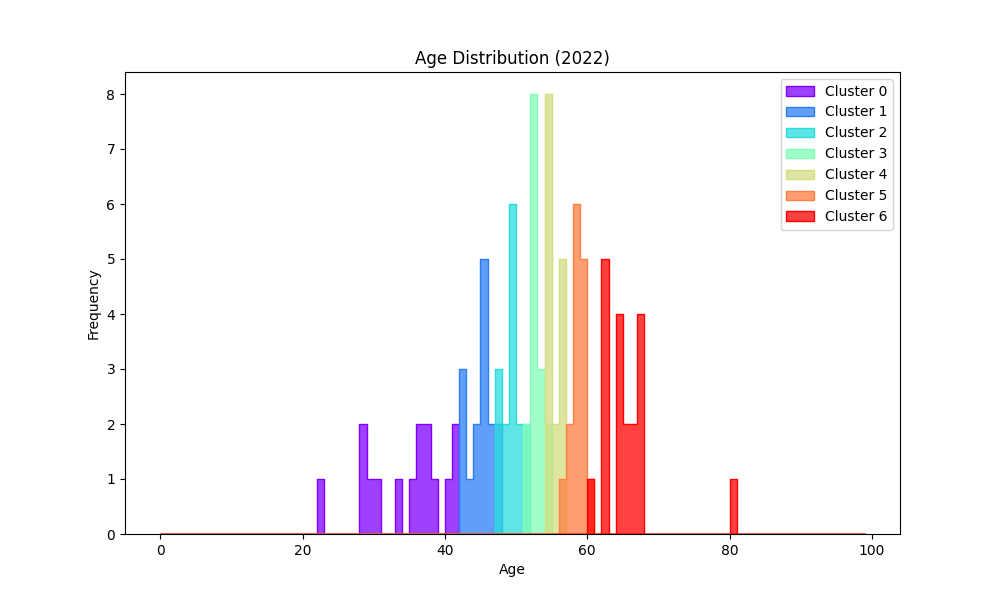 Age Distribution (2022)
Cluster 0
Cluster 1
Cluster 2
Cluster 3
Cluster 4
Cluster 5
Cluster 6
8
7
6
5
4
3
2
1
0
Frequency
0 20 40 60 80 100
Age